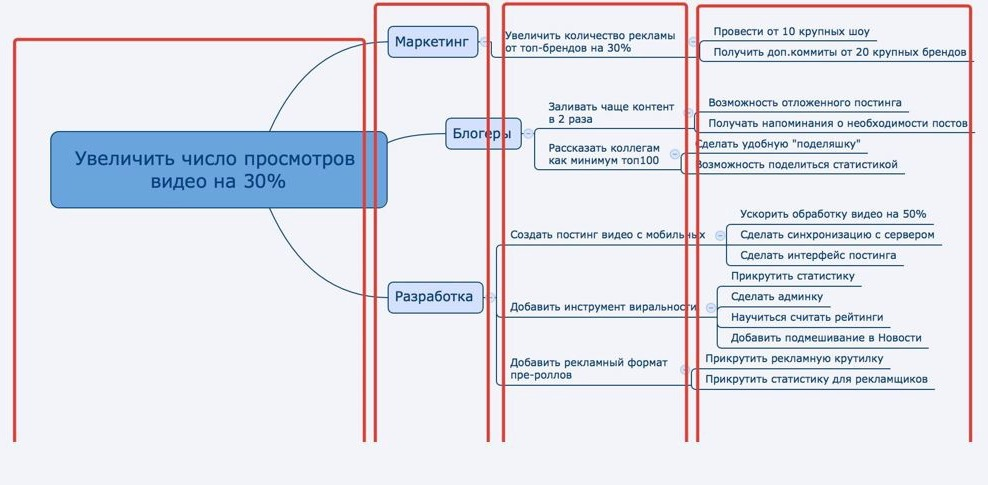 Увеличить число просмотров
видео на 30%
Маркетинг
Увеличить количество рекламы
от топ-брендов на 30%
Провести от 10 крупных шоу
Получить доп.коммиты от 20 крупных брендов
Блогеры
Заливать чаще контент
в 2 раза
Возможность отложенного постинга
Получать напоминания о необходимости постов
Рассказать коллегам
как минимум топ100
Сделать удобную "поделяшку"
Возможность поделиться статистикой
Разработка
Создать постинг видео с мобильных
Ускорить обработку видео на 50%
Сделать синхронизацию с сервером
Сделать интерфейс постинга
Добавить инструмент виральности
Прикрутить статистику
Сделать админку
Научиться считать рейтинги
Добавить подмешивание в Новости
Добавить рекламный формат
пре-роллов
Прикрутить рекламную крутилку
Прикрутить статистику для рекламщиков